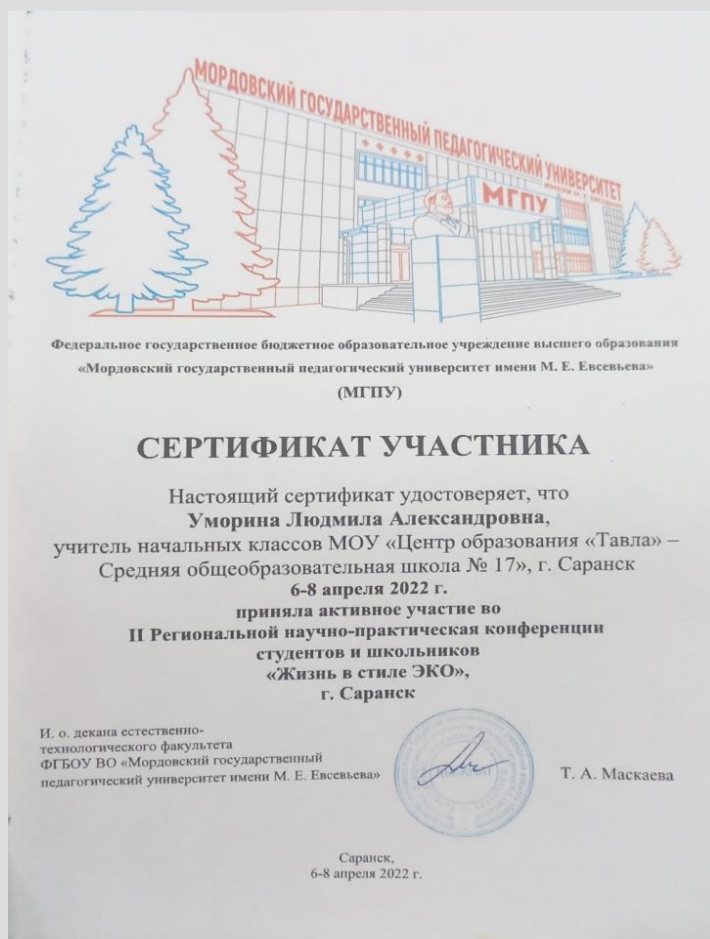 МОРДОВСКИЙ ГОСУДАРСТВЕННЫЙ ПЕДАГОГИЧЕСКИЙ УНИВЕРСИТЕТ
МГПУ
Федеральное государственное бюджетное образовательное учреждение высшего образования
«Мордовский государственный педагогический университет имени М. Е. Евсевьева»
(МГПУ)
СЕРТИФИКАТ УЧАСТНИКА
Настоящий сертификат удостоверяет, что
Уморина Людмила Александровна,
учитель начальных классов МОУ «Центр образования «Тавла» –
Средняя общеобразовательная школа № 17», г. Саранск
6-8 апреля 2022 г.
приняла активное участие во
II Региональной научно-практическая конференции
студентов и школьников
«Жизнь в стиле ЭКО»,
г. Саранск
И. о. декана естественно-
технологического факультета
ФГБОУ ВО «Мордовский государственный
педагогический университет имени М. Е. Евсевьева»
Т. А. Маскаева
Саранск,
6-8 апреля 2022 г.